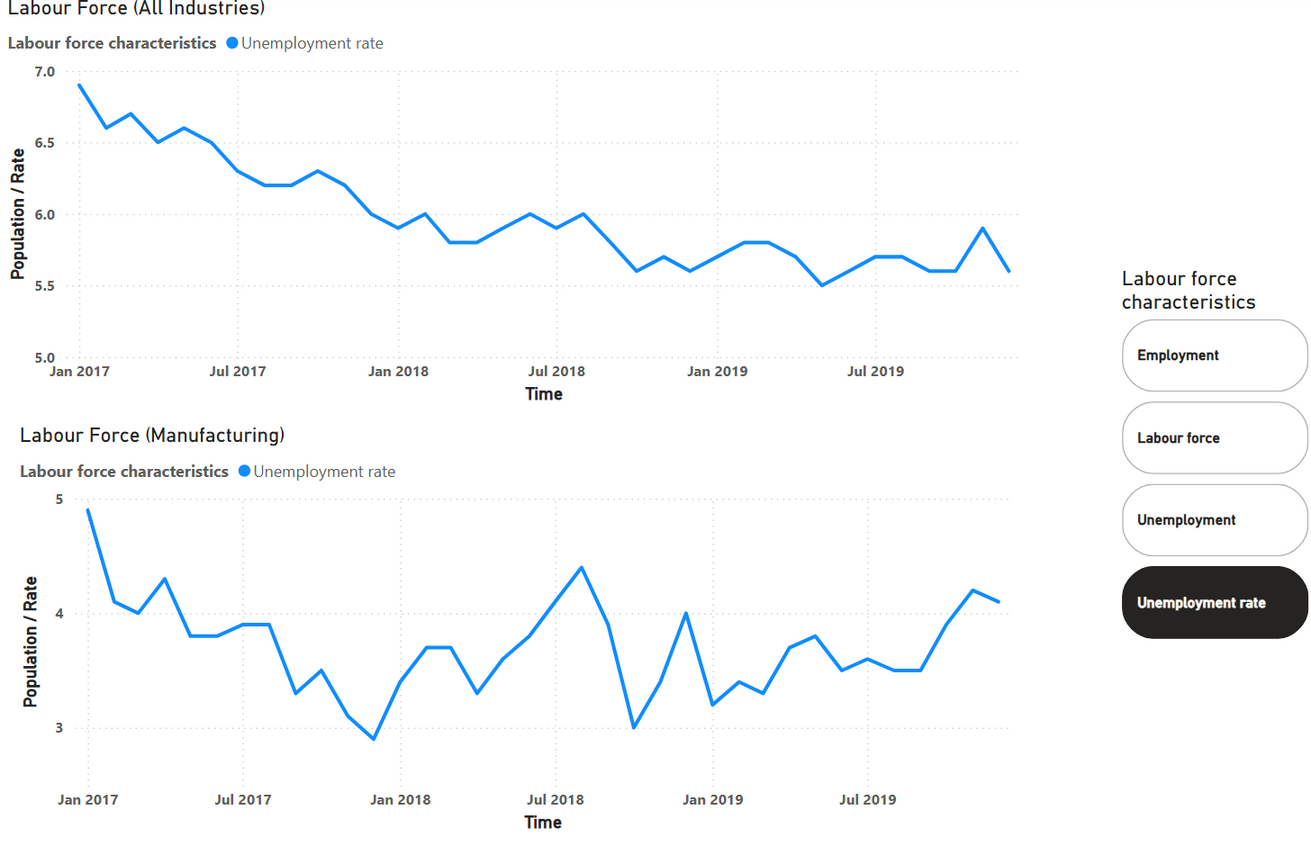 Labour Force (All Industries)
Labour force characteristics Unemployment rate
Population / Rate
7.0
6.5
6.0
5.5
5.0
Jan 2017 Jul 2017 Jan 2018 Jul 2018 Jan 2019 Jul 2019
Time
Labour Force (Manufacturing)
Labour force characteristics Unemployment rate
Population / Rate
5
4
3
Jan 2017 Jul 2017 Jan 2018 Jul 2018 Jan 2019 Jul 2019
Time
Labour force
characteristics
Employment
Labour force
Unemployment
Unemployment rate